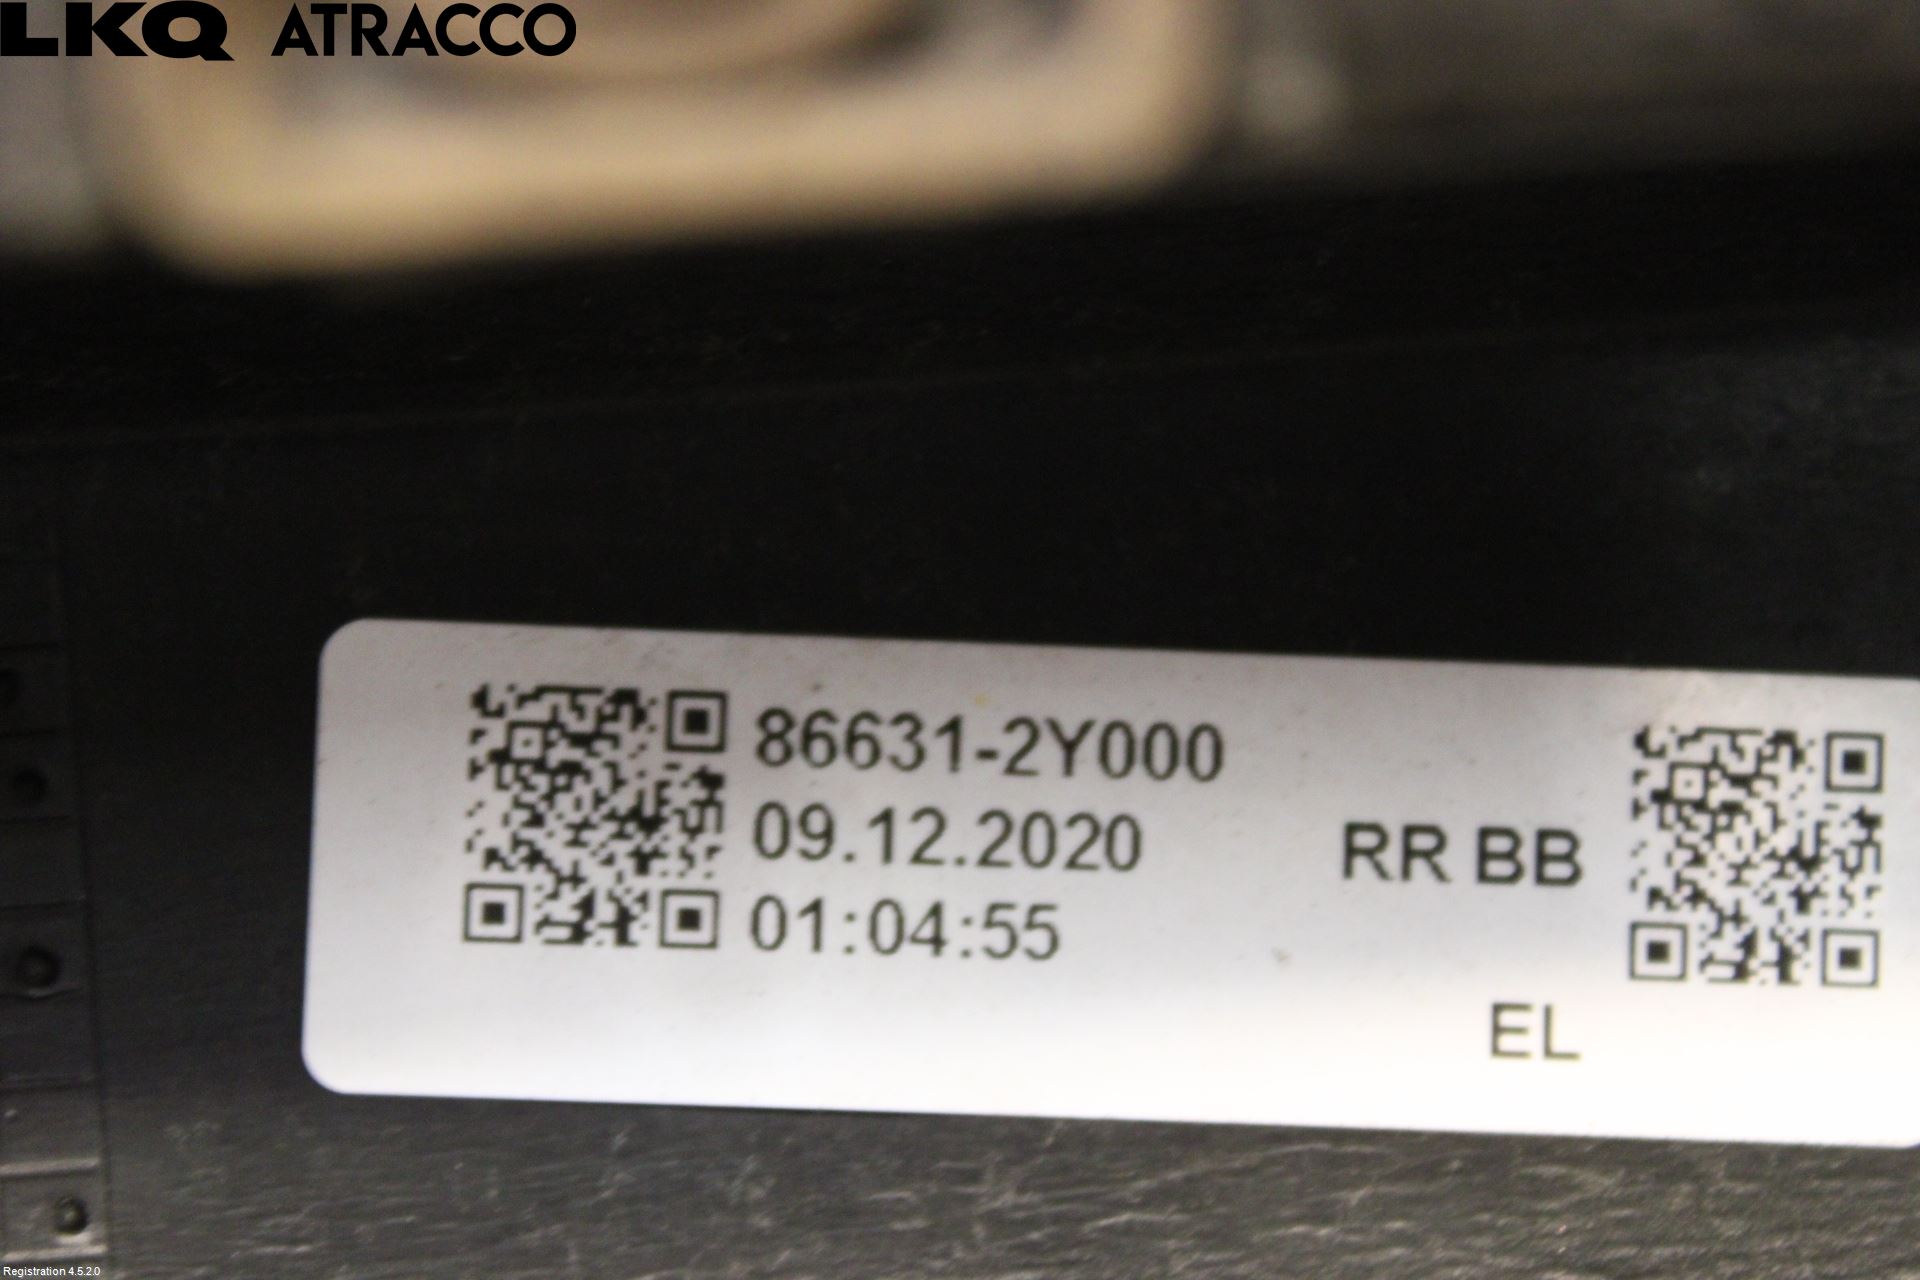 LKQ ATRACCO
86631-2Y000
09.12.2020
01:04:55
RR BB
EL
Registration 4.5.2.0